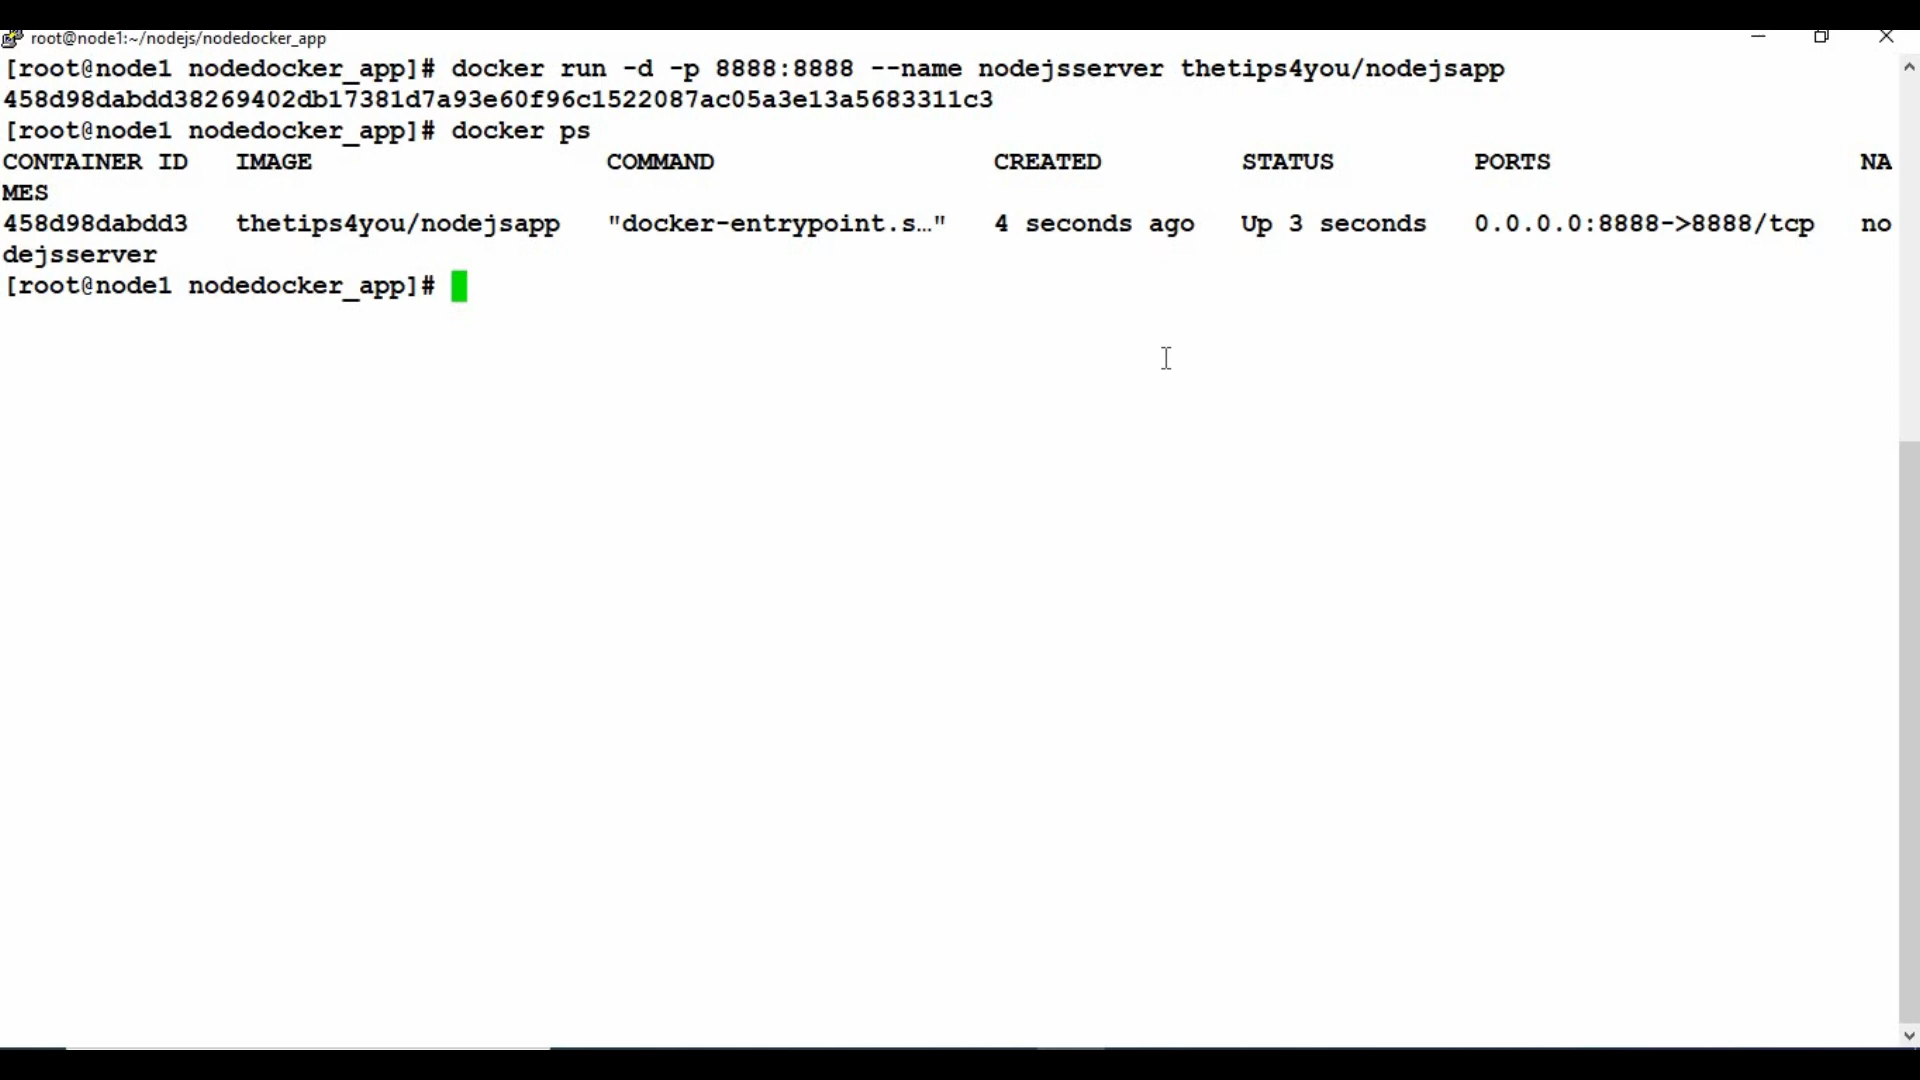 root@node1:~/nodejs/nodedocker_app
[root@node1 nodedocker_app]# docker run -d -p 8888:8888 --name nodejsserver thetips4you/nodejsapp
458d98dabdd38269402db17381d7a93e60f96c1522087ac05a3e13a5683311c3
[root@node1 nodedocker_app]# docker ps
CONTAINER ID   IMAGE                   COMMAND                  CREATED         STATUS         PORTS                    NA
MES
458d98dabdd3   thetips4you/nodejsapp   "docker-entrypoint.s…"   4 seconds ago   Up 3 seconds   0.0.0.0:8888->8888/tcp   no
dejsserver
[root@node1 nodedocker_app]#